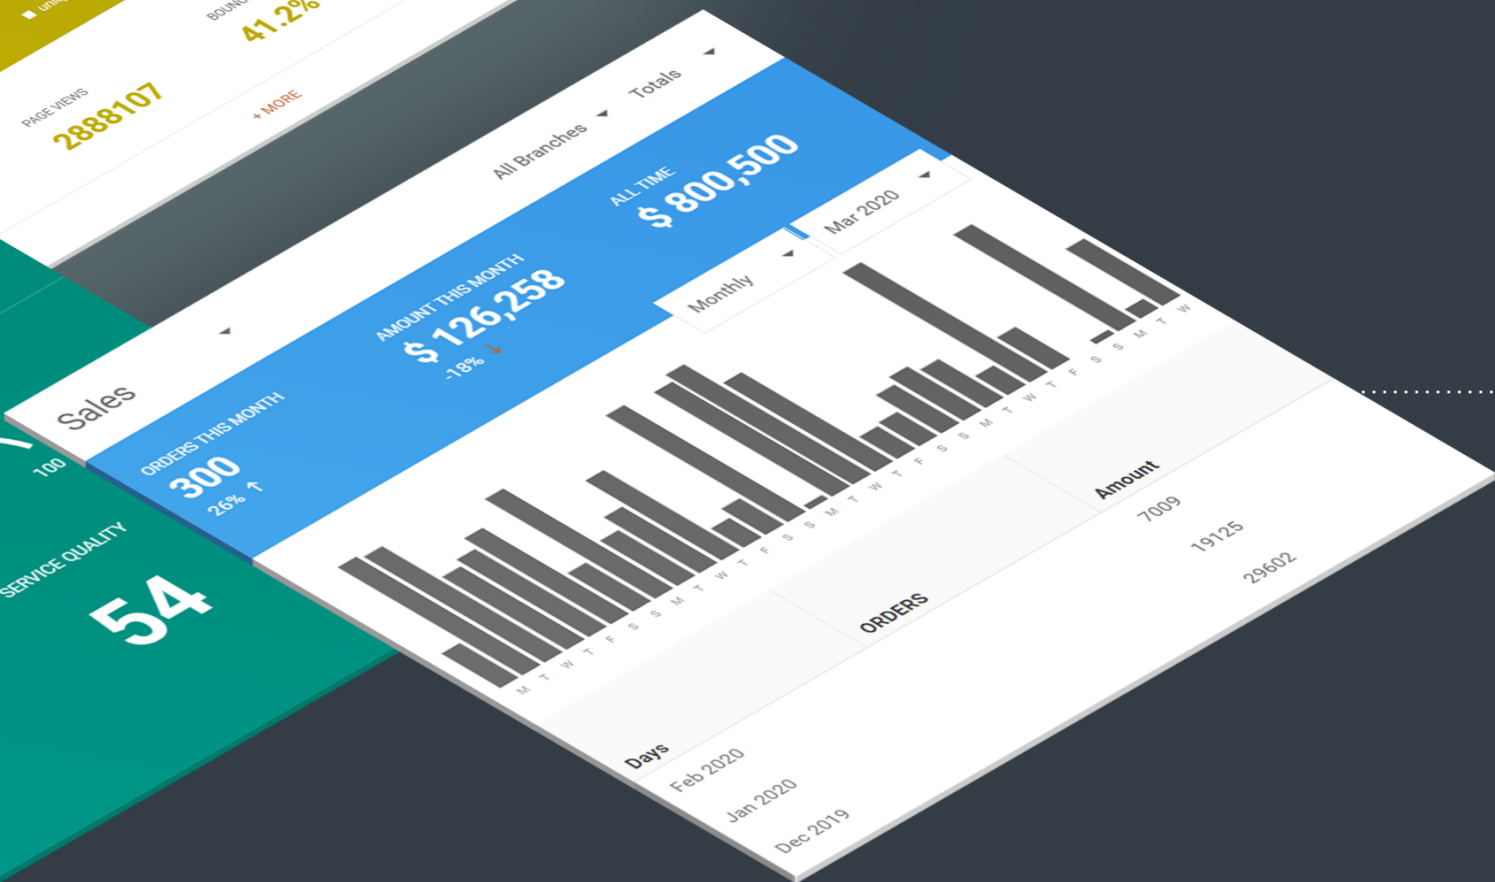 BOUNC
41.2%
PAGE VIEWS
2888107
+ MORE
100
SERVICE QUALITY
54
Sales
All Branches
Totals
ORDERS THIS MONTH
300
26% ↑
AMOUNT THIS MONTH
$ 126,258
-18% ↓
ALL TIME
$ 800,500
Monthly
Mar 2020
M T W T F S S M T W T F S S M T W T F S S M T W T F S S M T W
Days
ORDERS
Amount
Feb 2020
7009
Jan 2020
19125
Dec 2019
29602